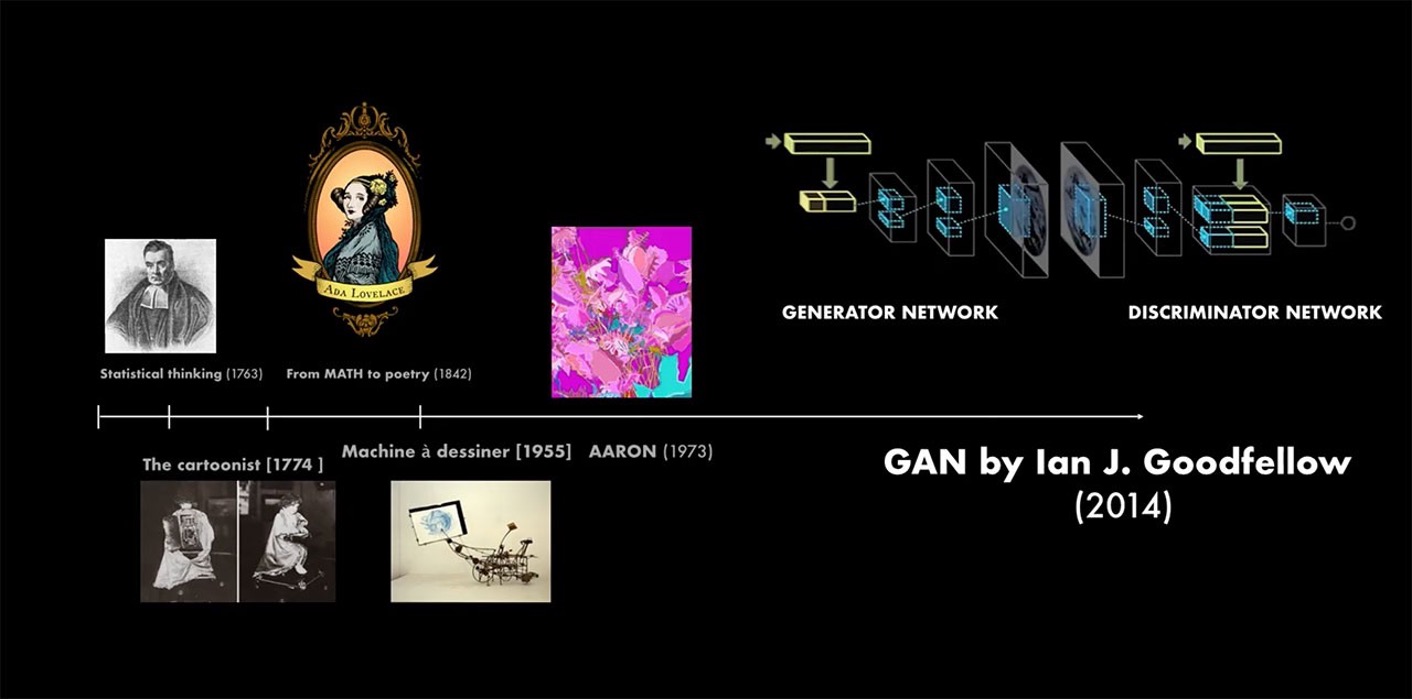 ADA LOVELACE
GENERATOR NETWORK
DISCRIMINATOR NETWORK
Statistical thinking (1763)
From MATH to poetry (1842)
The cartoonist [1774 ]
Machine à dessiner [1955]
AARON (1973)
GAN by Ian J. Goodfellow
(2014)